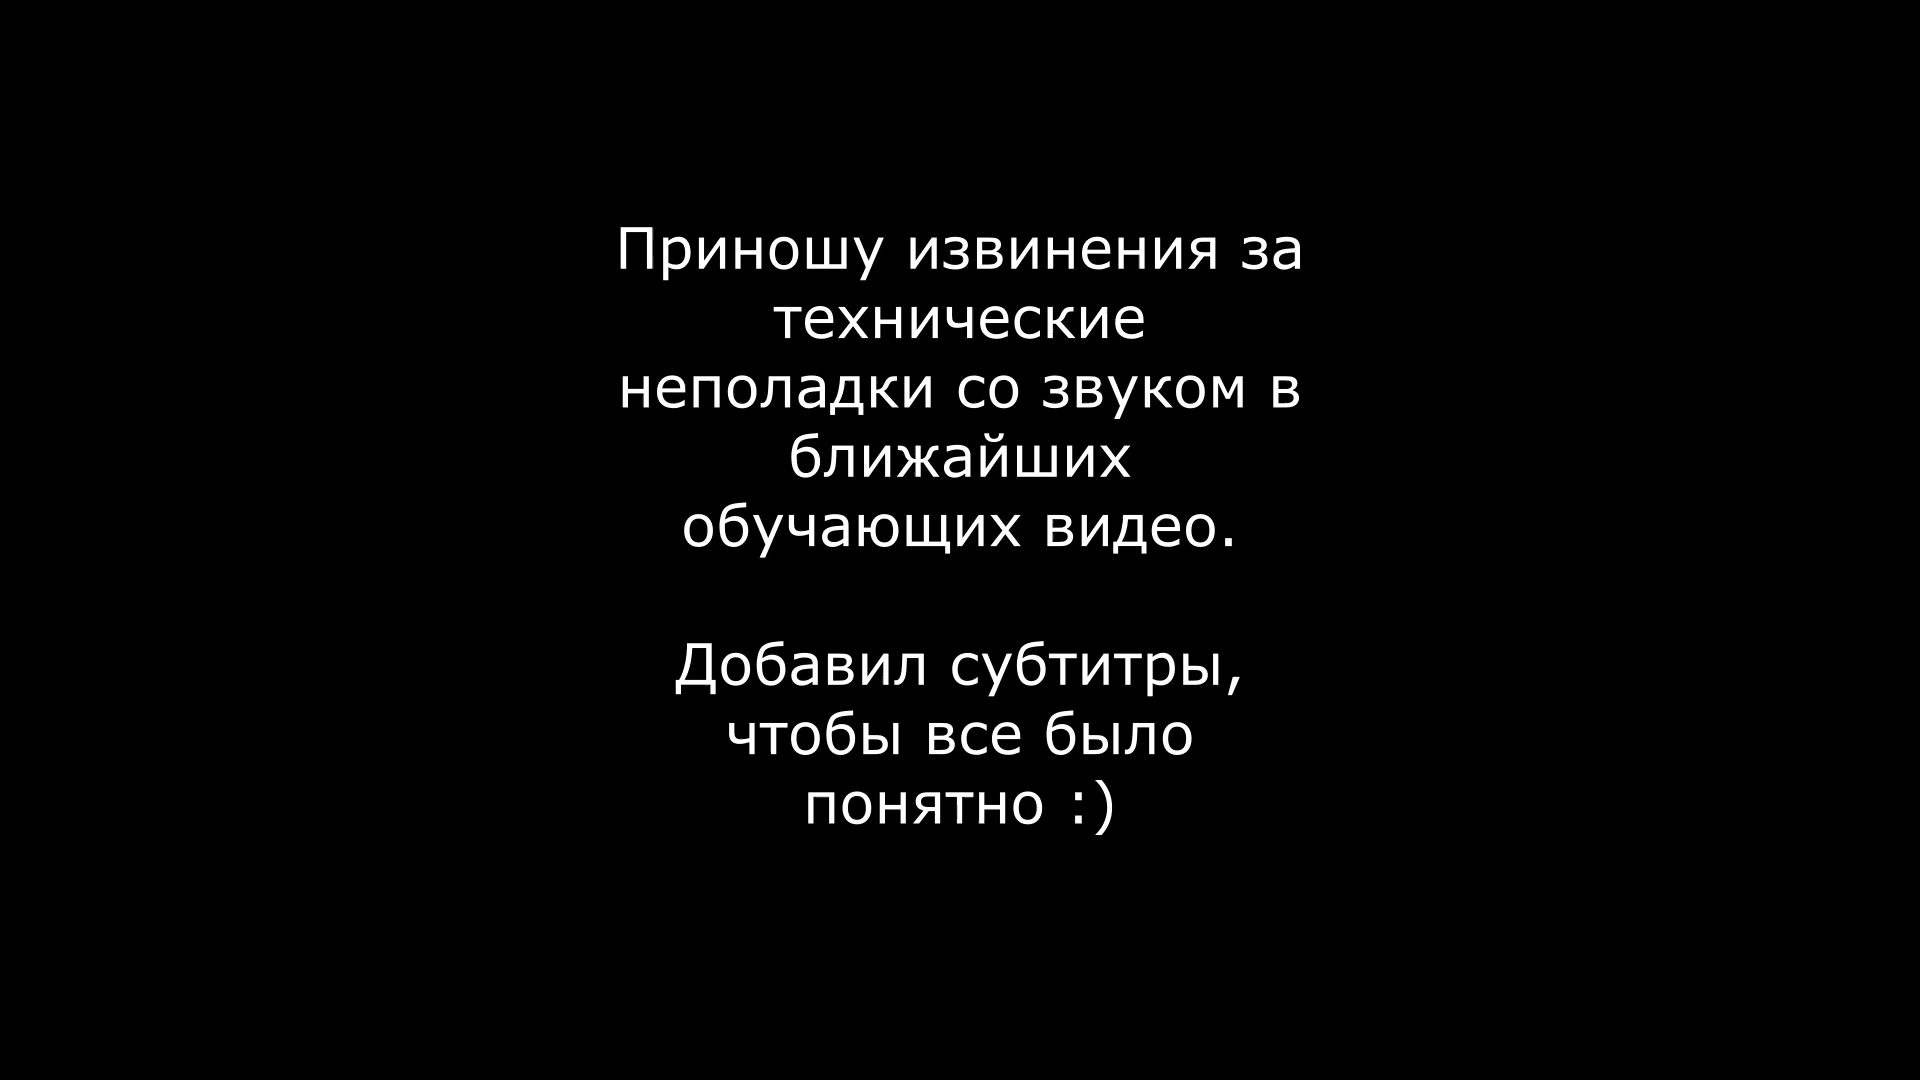 Приношу извинения за
технические
неполадки со звуком в
ближайших
обучающих видео.
Добавил субтитры,
чтобы все было
понятно :)